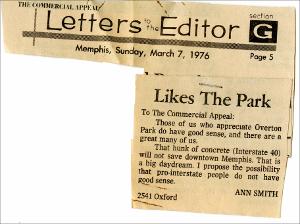 THE COMMERCIAL APPEAL
Letters to the Editor
section
G
Memphis, Sunday, March 7, 1976
Page 5
Likes The Park
To The Commercial Appeal:
Those of us who appreciate Overton
Park do have good sense, and there are a
great many of us.
That hunk of concrete (Interstate 40)
will not save downtown Memphis. That is
a big daydream. I propose the possibility
that pro-interstate people do not have
good sense.
ANN SMITH
2541 Oxford